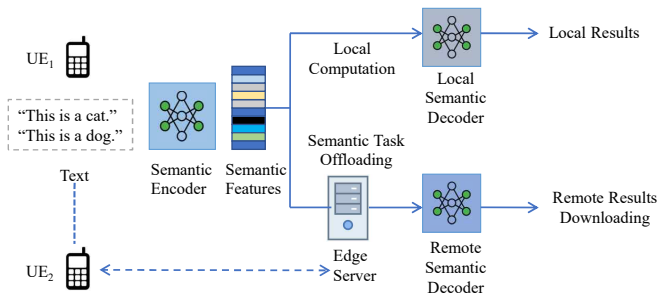 UE1
“This is a cat.”
“This is a dog.”
Text
UE2
Semantic
Encoder
Semantic
Features
Local
Computation
Semantic Task
Offloading
Edge
Server
Local
Semantic
Decoder
Remote
Semantic
Decoder
Local Results
Remote Results
Downloading